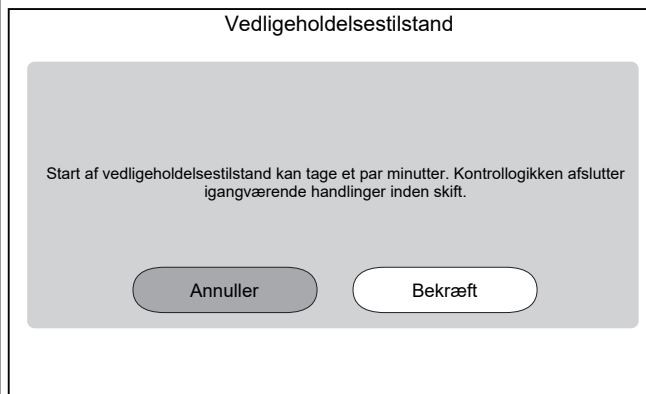 Vedligeholdelsestilstand
Start af vedligeholdelsestilstand kan tage et par minutter. Kontrollogikken afslutter
igangværende handlinger inden skift.
Annuller
Bekræft